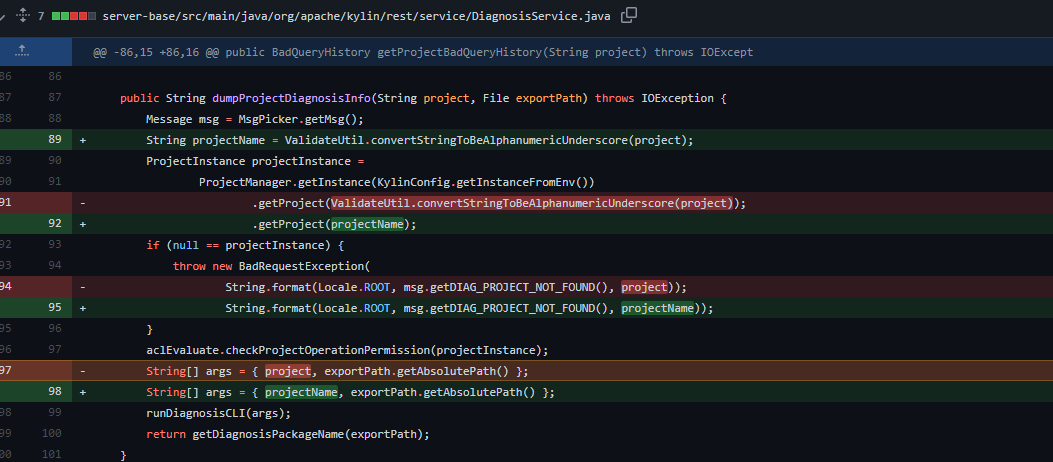 7 server-base/src/main/java/org/apache/kylin/rest/service/DiagnosisService.java
@@ -86,15 +86,16 @@ public BadQueryHistory getProjectBadQueryHistory(String project) throws IOExcept
86 86
87 87 public String dumpProjectDiagnosisInfo(String project, File exportPath) throws IOException {
88 88 Message msg = MsgPicker.getMsg();
89 + String projectName = ValidateUtil.convertStringToBeAlphanumericUnderscore(project);
89 90 ProjectInstance projectInstance =
90 91 ProjectManager.getInstance(KylinConfig.getInstanceFromEnv())
91 - .getProject(ValidateUtil.convertStringToBeAlphanumericUnderscore(project));
92 + .getProject(projectName);
92 93 if (null == projectInstance) {
93 94 throw new BadRequestException(
94 - String.format(Locale.ROOT, msg.getDIAG_PROJECT_NOT_FOUND(), project));
95 + String.format(Locale.ROOT, msg.getDIAG_PROJECT_NOT_FOUND(), projectName));
95 96 }
96 97 aclEvaluate.checkProjectOperationPermission(projectInstance);
97 - String[] args = { project, exportPath.getAbsolutePath() };
98 + String[] args = { projectName, exportPath.getAbsolutePath() };
98 99 runDiagnosisCLI(args);
99 100 return getDiagnosisPackageName(exportPath);
00 101 }